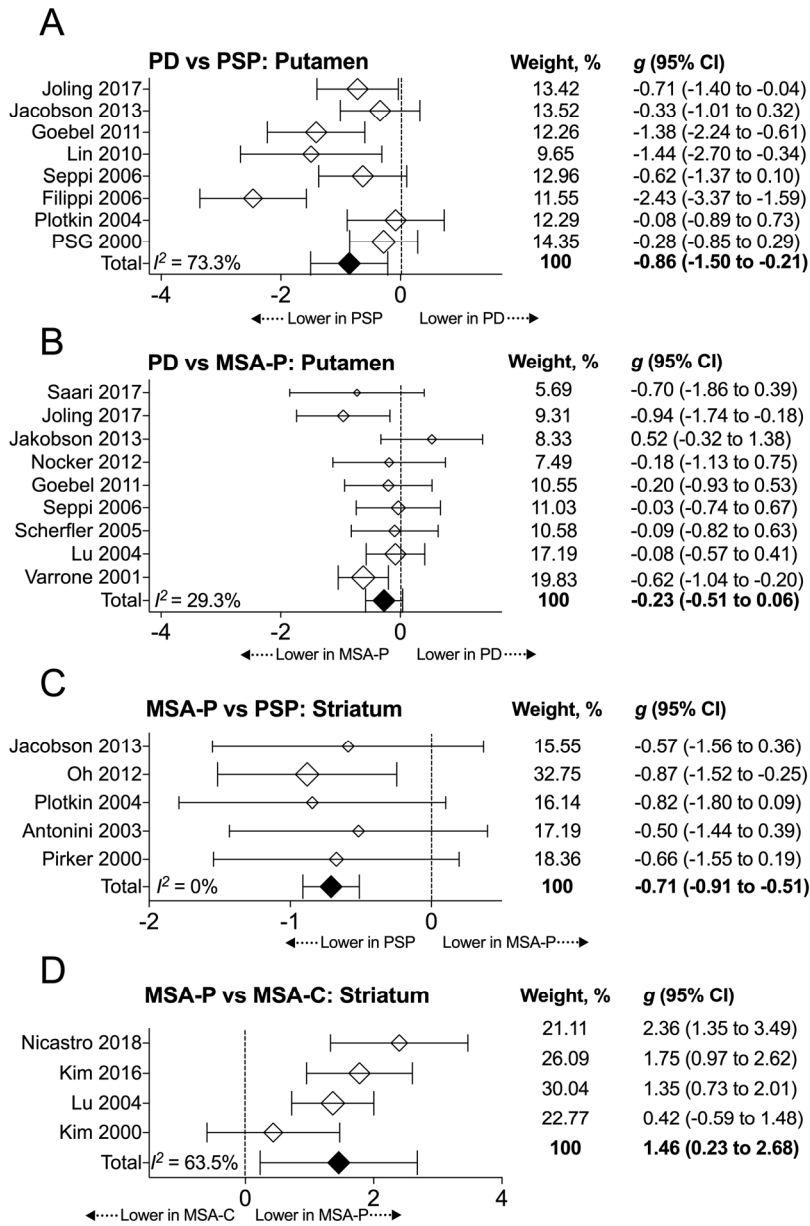 A
PD vs PSP: Putamen Weight, % g (95% CI)
Joling 2017 13.42 -0.71 (-1.40 to -0.04)
Jacobson 2013 13.52 -0.33 (-1.01 to 0.32)
Goebel 2011 12.26 -1.38 (-2.24 to -0.61)
Lin 2010 9.65 -1.44 (-2.70 to -0.34)
Seppi 2006 12.96 -0.62 (-1.37 to 0.10)
Filippi 2006 11.55 -2.43 (-3.37 to -1.59)
Plotkin 2004 12.29 -0.08 (-0.89 to 0.73)
PSG 2000 14.35 -0.28 (-0.85 to 0.29)
Total I² = 73.3% 100 -0.86 (-1.50 to -0.21)
-4 -2 0
Lower in PSP Lower in PD
B
PD vs MSA-P: Putamen Weight, % g (95% CI)
Saari 2017 5.69 -0.70 (-1.86 to 0.39)
Joling 2017 9.31 -0.94 (-1.74 to -0.18)
Jakobson 2013 8.33 0.52 (-0.32 to 1.38)
Nocker 2012 7.49 -0.18 (-1.13 to 0.75)
Goebel 2011 10.55 -0.20 (-0.93 to 0.53)
Seppi 2006 11.03 -0.03 (-0.74 to 0.67)
Scherfler 2005 10.58 -0.09 (-0.82 to 0.63)
Lu 2004 17.19 -0.08 (-0.57 to 0.41)
Varrone 2001 19.83 -0.62 (-1.04 to -0.20)
Total I² = 29.3% 100 -0.23 (-0.51 to 0.06)
-4 -2 0
Lower in MSA-P Lower in PD
C
MSA-P vs PSP: Striatum Weight, % g (95% CI)
Jacobson 2013 15.55 -0.57 (-1.56 to 0.36)
Oh 2012 32.75 -0.87 (-1.52 to -0.25)
Plotkin 2004 16.14 -0.82 (-1.80 to 0.09)
Antonini 2003 17.19 -0.50 (-1.44 to 0.39)
Pirker 2000 18.36 -0.66 (-1.55 to 0.19)
Total I² = 0% 100 -0.71 (-0.91 to -0.51)
-2 -1 0
Lower in PSP Lower in MSA-P
D
MSA-P vs MSA-C: Striatum Weight, % g (95% CI)
Nicastro 2018 21.11 2.36 (1.35 to 3.49)
Kim 2016 26.09 1.75 (0.97 to 2.62)
Lu 2004 30.04 1.35 (0.73 to 2.01)
Kim 2000 22.77 0.42 (-0.59 to 1.48)
Total I² = 63.5% 100 1.46 (0.23 to 2.68)
0 2 4
Lower in MSA-C Lower in MSA-P